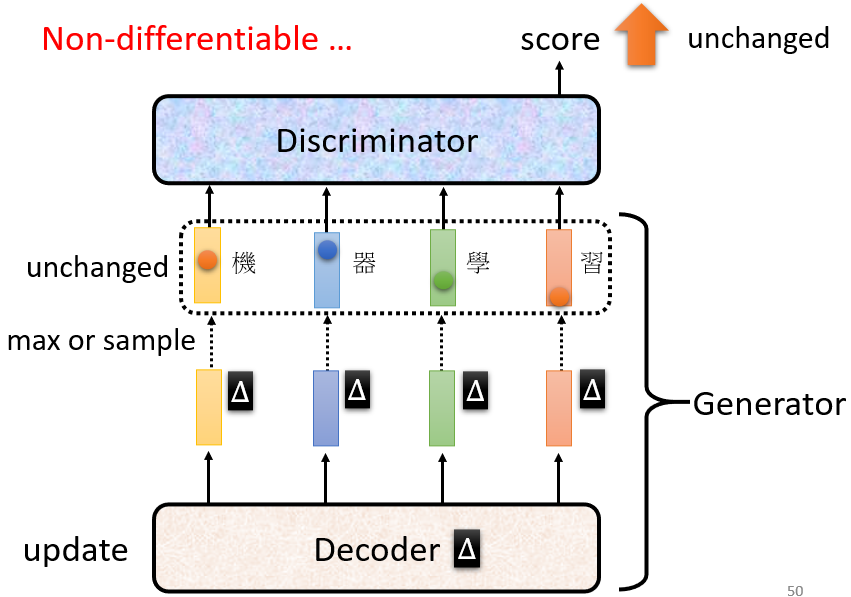 Non-differentiable …
score
unchanged
Discriminator
unchanged
機 器 學 習
max or sample
Δ Δ Δ Δ
Generator
update
Decoder Δ
50